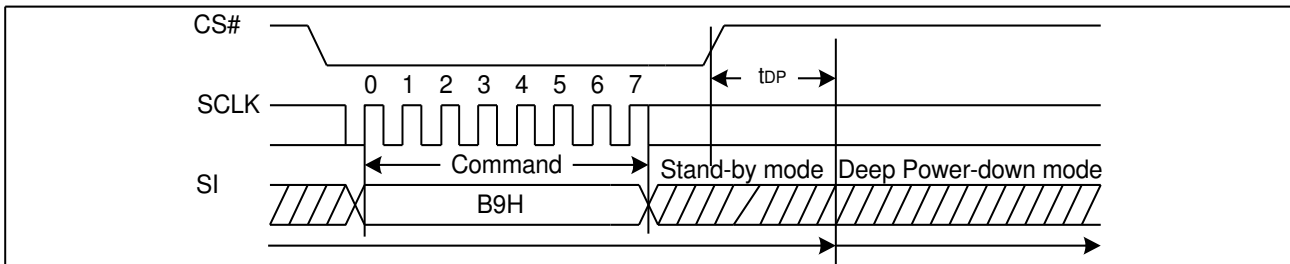 CS#
tDP
0 1 2 3 4 5 6 7
SCLK
Command
Stand-by mode Deep Power-down mode
SI
B9H